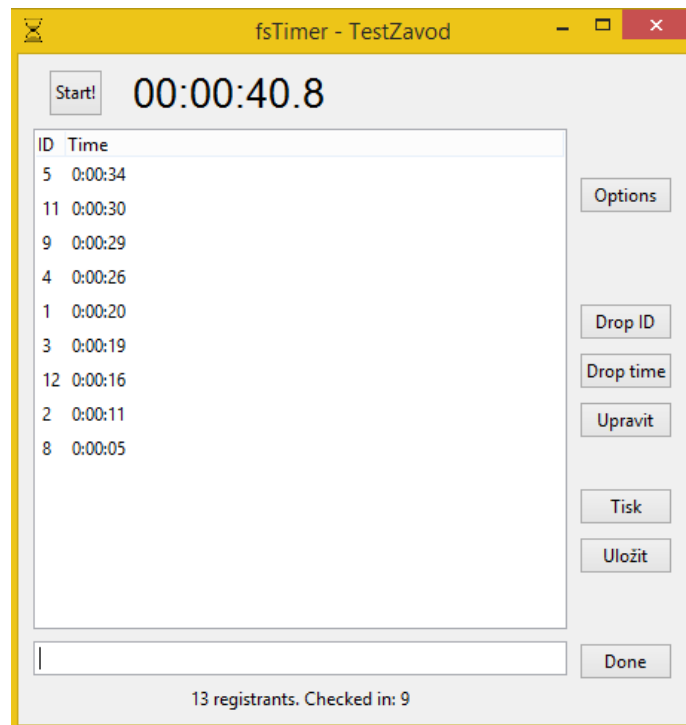 fsTimer - TestZavod
Start!
00:00:40.8
ID Time
5 0:00:34
11 0:00:30
9 0:00:29
4 0:00:26
1 0:00:20
3 0:00:19
12 0:00:16
2 0:00:11
8 0:00:05
Options
Drop ID
Drop time
Upravit
Tisk
Uložit
Done
13 registrants. Checked in: 9